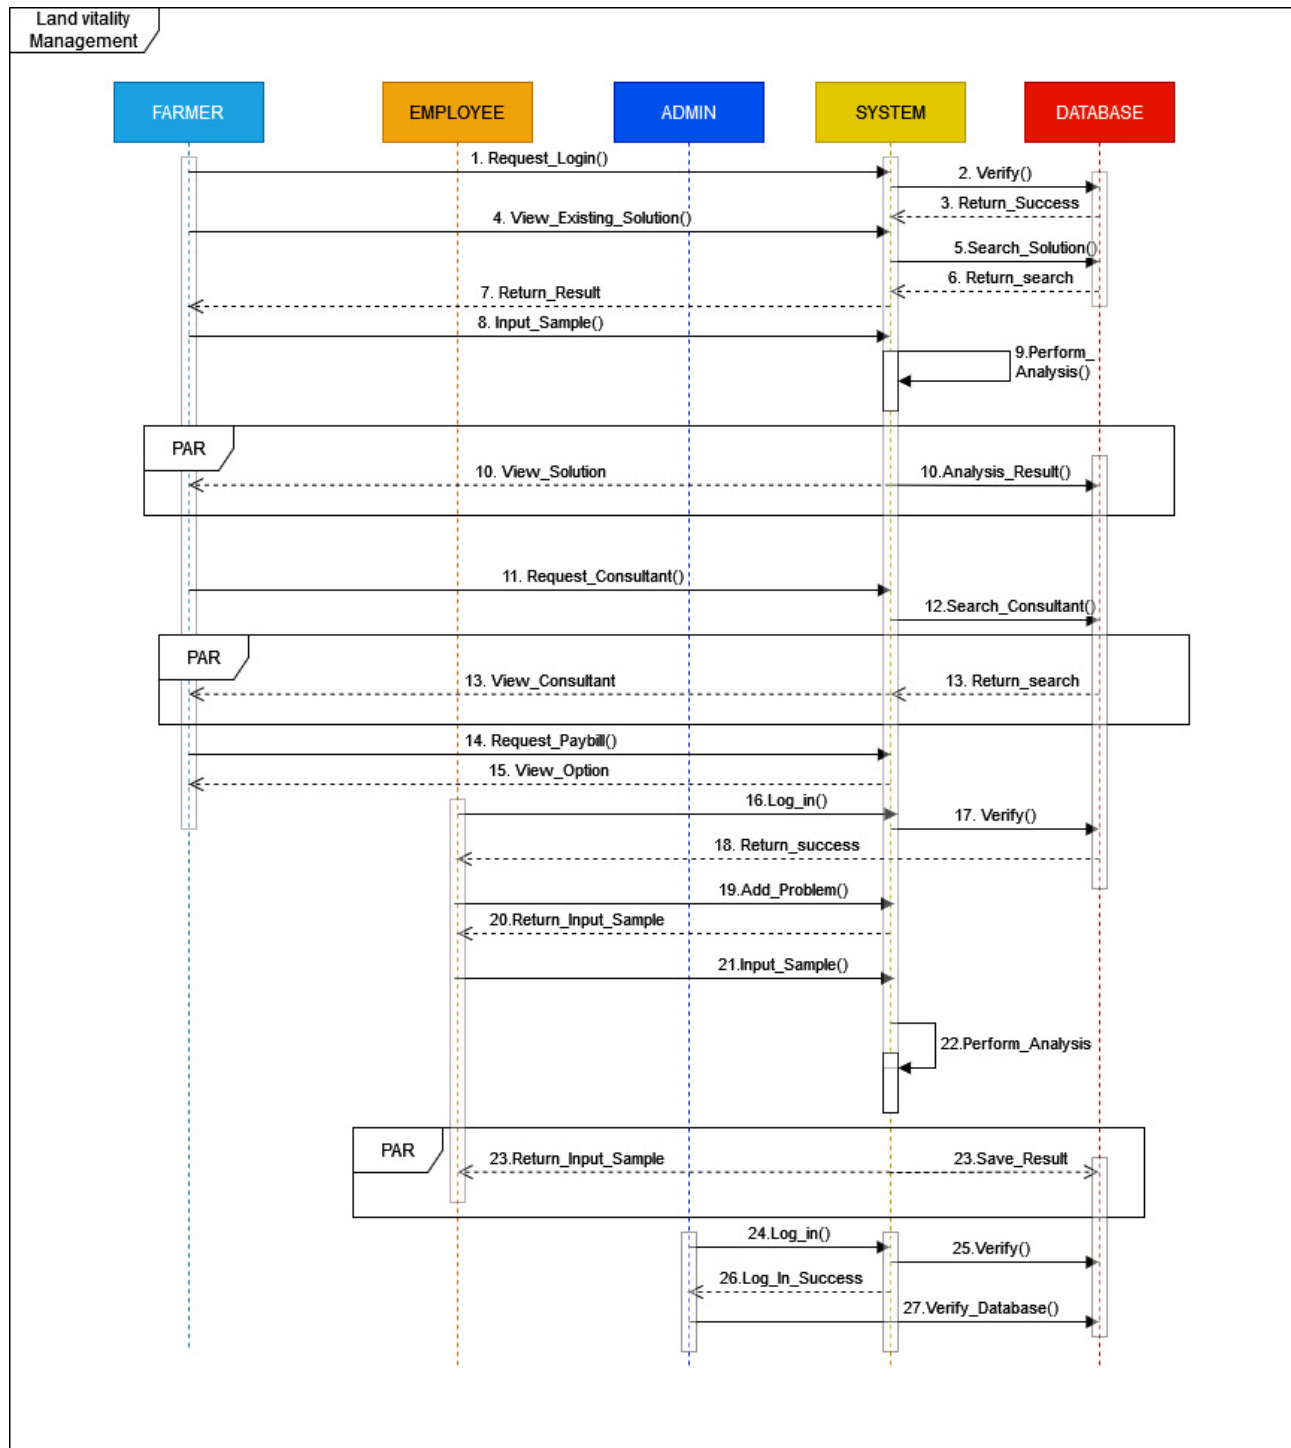 Land vitality
Management
FARMER
EMPLOYEE
ADMIN
SYSTEM
DATABASE
1. Request_Login()
2. Verify()
3. Return_Success
4. View_Existing_Solution()
5.Search_Solution()
6. Return_search
7. Return_Result
8. Input_Sample()
9.Perform_
Analysis()
PAR
10. View_Solution
10.Analysis_Result()
11. Request_Consultant()
12.Search_Consultant()
PAR
13. View_Consultant
13. Return_search
14. Request_Paybill()
15. View_Option
16.Log_in()
17. Verify()
18. Return_success
19.Add_Problem()
20.Return_Input_Sample
21.Input_Sample()
22.Perform_Analysis
PAR
23.Return_Input_Sample
23.Save_Result
24.Log_in()
25.Verify()
26.Log_In_Success
27.Verify_Database()